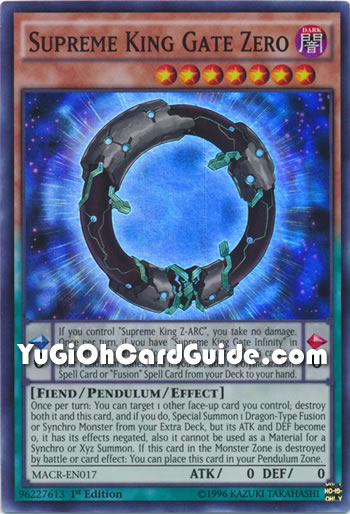 SUPREME KING GATE ZERO
DARK
闇
If you control "Supreme King Z-ARC", you take no damage.
Once per turn, if you have "Supreme King Gate Infinity" in
YuGiOhCardGuide.com
0
Spell Card or "Fusion" Spell Card from your Deck to your hand.
[FIEND/PENDULUM/EFFECT]
Once per turn: You can target 1 other face-up card you control; destroy
both it and this card, and if you do, Special Summon 1 Dragon-Type Fusion
or Synchro Monster from your Extra Deck, but its ATK and DEF become
0, it has its effects negated, also it cannot be used as a Material for a
Synchro or Xyz Summon. If this card in the Monster Zone is destroyed
by battle or card effect: You can place this card in your Pendulum Zone.
MACR-EN017 ATK/ 0 DEF/ 0
96227613 1st Edition ©1996 KAZUKI TAKAHASHI